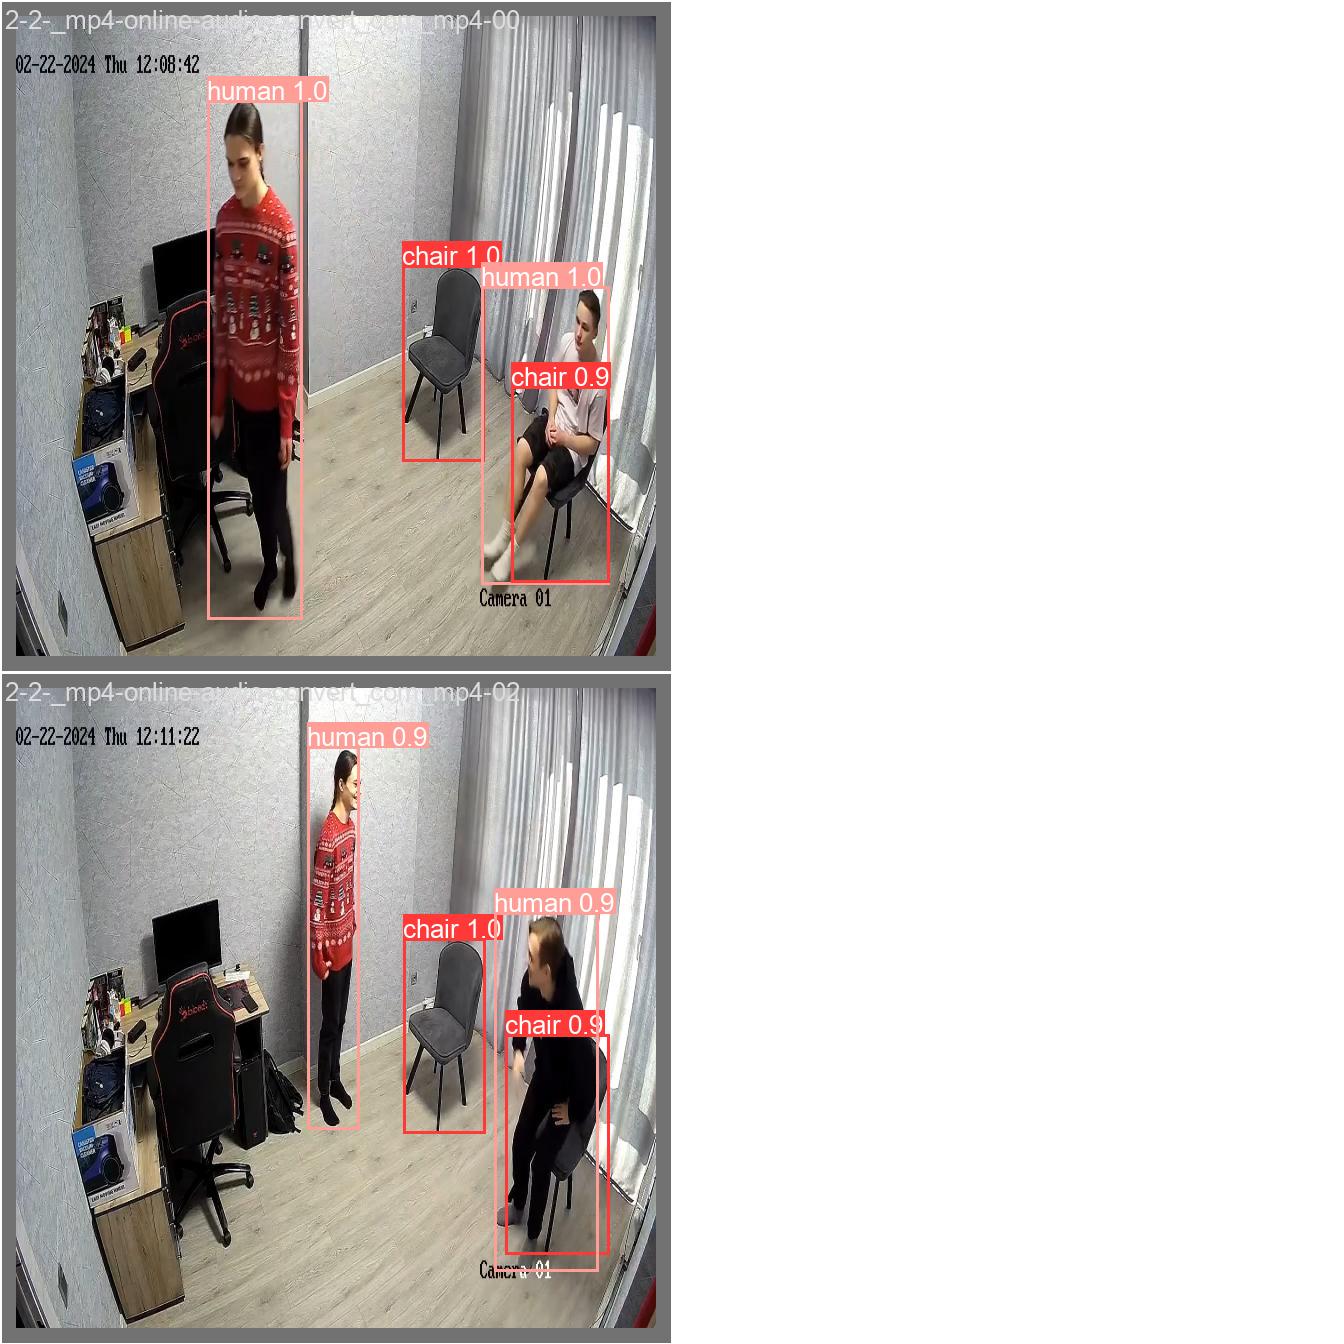 2-2-_mp4-online-audio-convert_com_mp4-00
02-22-2024 Thu 12:08:42
human 1.0
chair 1.0
human 1.0
chair 0.9
bloody
Camera 01
2-2-_mp4-online-audio-convert_com_mp4-02
02-22-2024 Thu 12:11:22
human 0.9
human 0.9
chair 1.0
chair 0.9
bloody
Camera 01